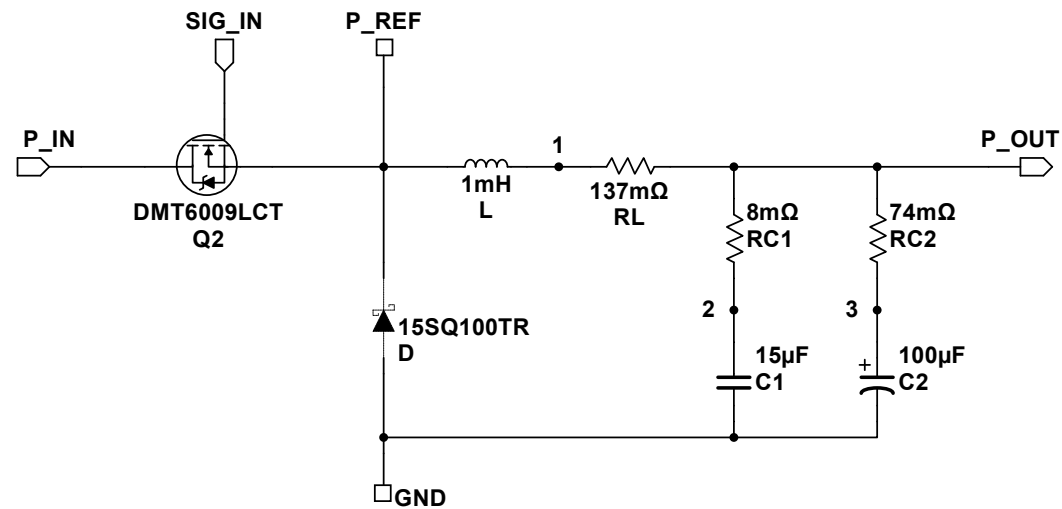 SIG_IN
P_REF
P_IN
1
P_OUT
1mH
L
137mΩ
RL
DMT6009LCT
Q2
8mΩ
RC1
74mΩ
RC2
2
3
15SQ100TR
D
15µF
C1
+
100µF
C2
GND